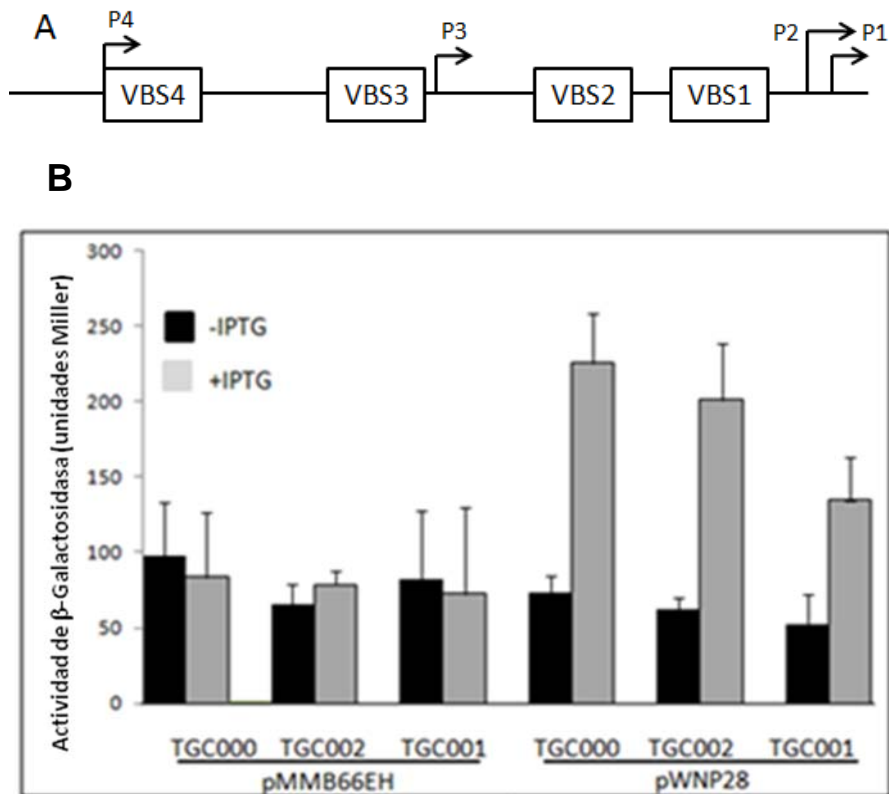 A
P4
P3
P2
P1
VBS4
VBS3
VBS2
VBS1
B
Actividad de β-Galactosidasa (unidades Miller)
300
250
200
150
100
50
0
-IPTG
+IPTG
TGC000 TGC002 TGC001 TGC000 TGC002 TGC001
pMMB66EH pWNP28